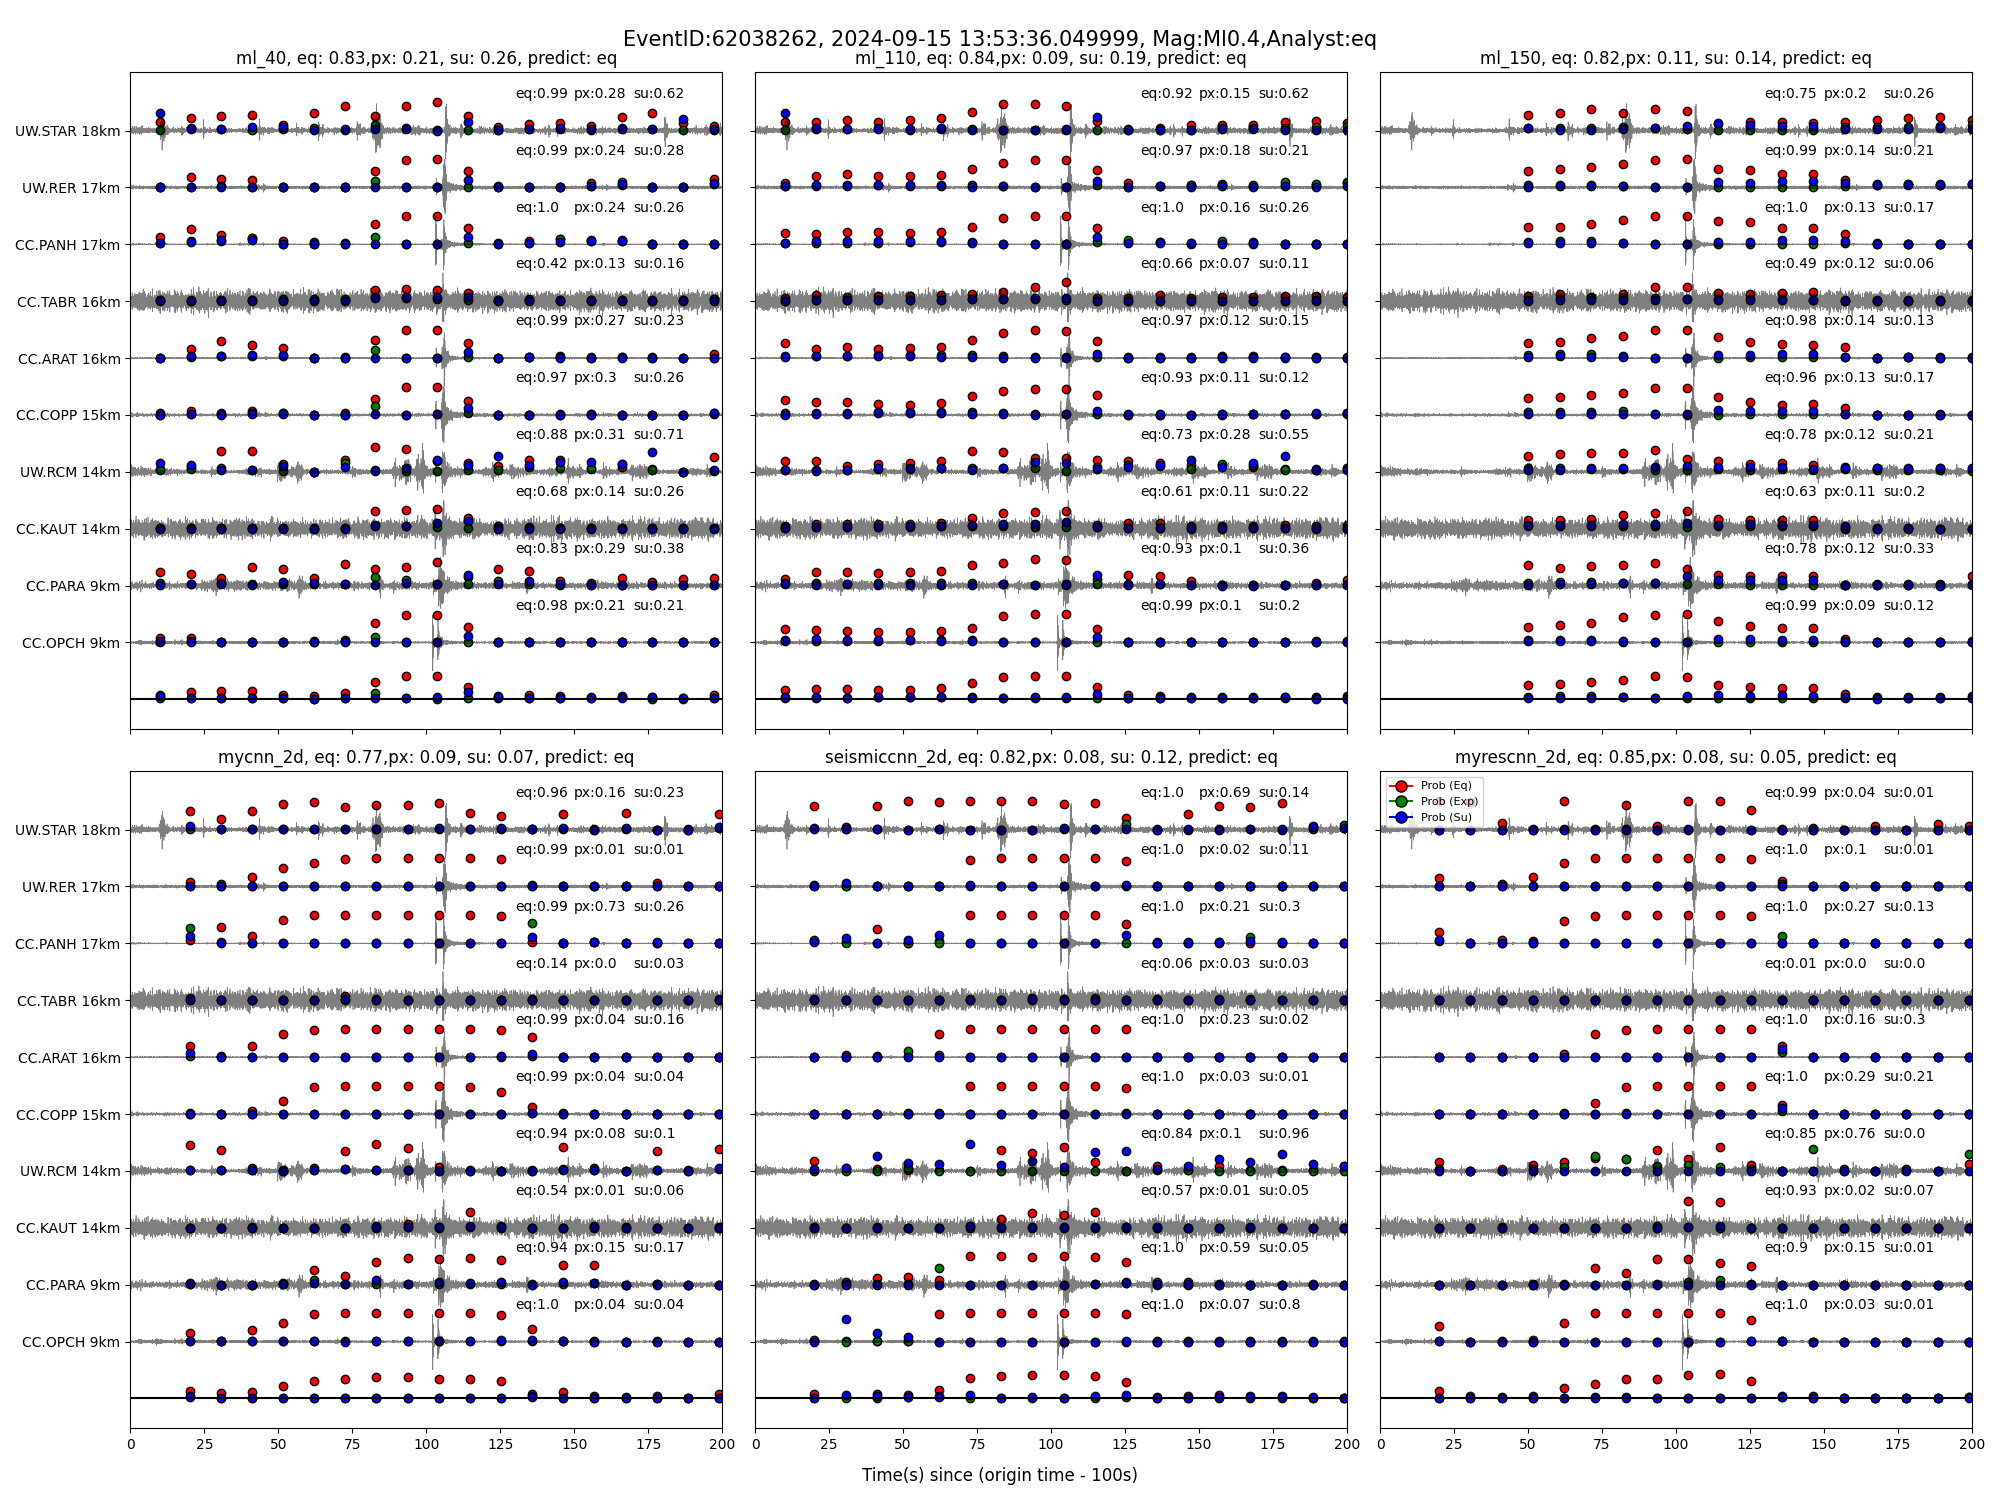 EventID:62038262, 2024-09-15 13:53:36.049999, Mag:Ml0.4,Analyst:eq
ml_40, eq: 0.83,px: 0.21, su: 0.26, predict: eq
UW.STAR 18km
eq:0.99 px:0.28 su:0.62
UW.RER 17km
eq:0.99 px:0.24 su:0.28
CC.PANH 17km
eq:1.0 px:0.24 su:0.26
CC.TABR 16km
eq:0.42 px:0.13 su:0.16
CC.ARAT 16km
eq:0.99 px:0.27 su:0.23
CC.COPP 15km
eq:0.97 px:0.3 su:0.26
UW.RCM 14km
eq:0.88 px:0.31 su:0.71
CC.KAUT 14km
eq:0.68 px:0.14 su:0.26
CC.PARA 9km
eq:0.83 px:0.29 su:0.38
CC.OPCH 9km
eq:0.98 px:0.21 su:0.21
ml_110, eq: 0.84,px: 0.09, su: 0.19, predict: eq
eq:0.92 px:0.15 su:0.62
eq:0.97 px:0.18 su:0.21
eq:1.0 px:0.16 su:0.26
eq:0.66 px:0.07 su:0.11
eq:0.97 px:0.12 su:0.15
eq:0.93 px:0.11 su:0.12
eq:0.73 px:0.28 su:0.55
eq:0.61 px:0.11 su:0.22
eq:0.93 px:0.1 su:0.36
eq:0.99 px:0.1 su:0.2
ml_150, eq: 0.82,px: 0.11, su: 0.14, predict: eq
eq:0.75 px:0.2 su:0.26
eq:0.99 px:0.14 su:0.21
eq:1.0 px:0.13 su:0.17
eq:0.49 px:0.12 su:0.06
eq:0.98 px:0.14 su:0.13
eq:0.96 px:0.13 su:0.17
eq:0.78 px:0.12 su:0.21
eq:0.63 px:0.11 su:0.2
eq:0.78 px:0.12 su:0.33
eq:0.99 px:0.09 su:0.12
mycnn_2d, eq: 0.77,px: 0.09, su: 0.07, predict: eq
UW.STAR 18km
eq:0.96 px:0.16 su:0.23
UW.RER 17km
eq:0.99 px:0.01 su:0.01
CC.PANH 17km
eq:0.99 px:0.73 su:0.26
CC.TABR 16km
eq:0.14 px:0.0 su:0.03
CC.ARAT 16km
eq:0.99 px:0.04 su:0.16
CC.COPP 15km
eq:0.99 px:0.04 su:0.04
UW.RCM 14km
eq:0.94 px:0.08 su:0.1
CC.KAUT 14km
eq:0.54 px:0.01 su:0.06
CC.PARA 9km
eq:0.94 px:0.15 su:0.17
CC.OPCH 9km
eq:1.0 px:0.04 su:0.04
0 25 50 75 100 125 150 175 200
seismiccnn_2d, eq: 0.82,px: 0.08, su: 0.12, predict: eq
eq:1.0 px:0.69 su:0.14
eq:1.0 px:0.02 su:0.11
eq:1.0 px:0.21 su:0.3
eq:0.06 px:0.03 su:0.03
eq:1.0 px:0.23 su:0.02
eq:1.0 px:0.03 su:0.01
eq:0.84 px:0.1 su:0.96
eq:0.57 px:0.01 su:0.05
eq:1.0 px:0.59 su:0.05
eq:1.0 px:0.07 su:0.8
0 25 50 75 100 125 150 175 200
myrescnn_2d, eq: 0.85,px: 0.08, su: 0.05, predict: eq
Prob (Eq)
Prob (Exp)
Prob (Su)
eq:0.99 px:0.04 su:0.01
eq:1.0 px:0.1 su:0.01
eq:1.0 px:0.27 su:0.13
eq:0.01 px:0.0 su:0.0
eq:1.0 px:0.16 su:0.3
eq:1.0 px:0.29 su:0.21
eq:0.85 px:0.76 su:0.0
eq:0.93 px:0.02 su:0.07
eq:0.9 px:0.15 su:0.01
eq:1.0 px:0.03 su:0.01
0 25 50 75 100 125 150 175 200
Time(s) since (origin time - 100s)